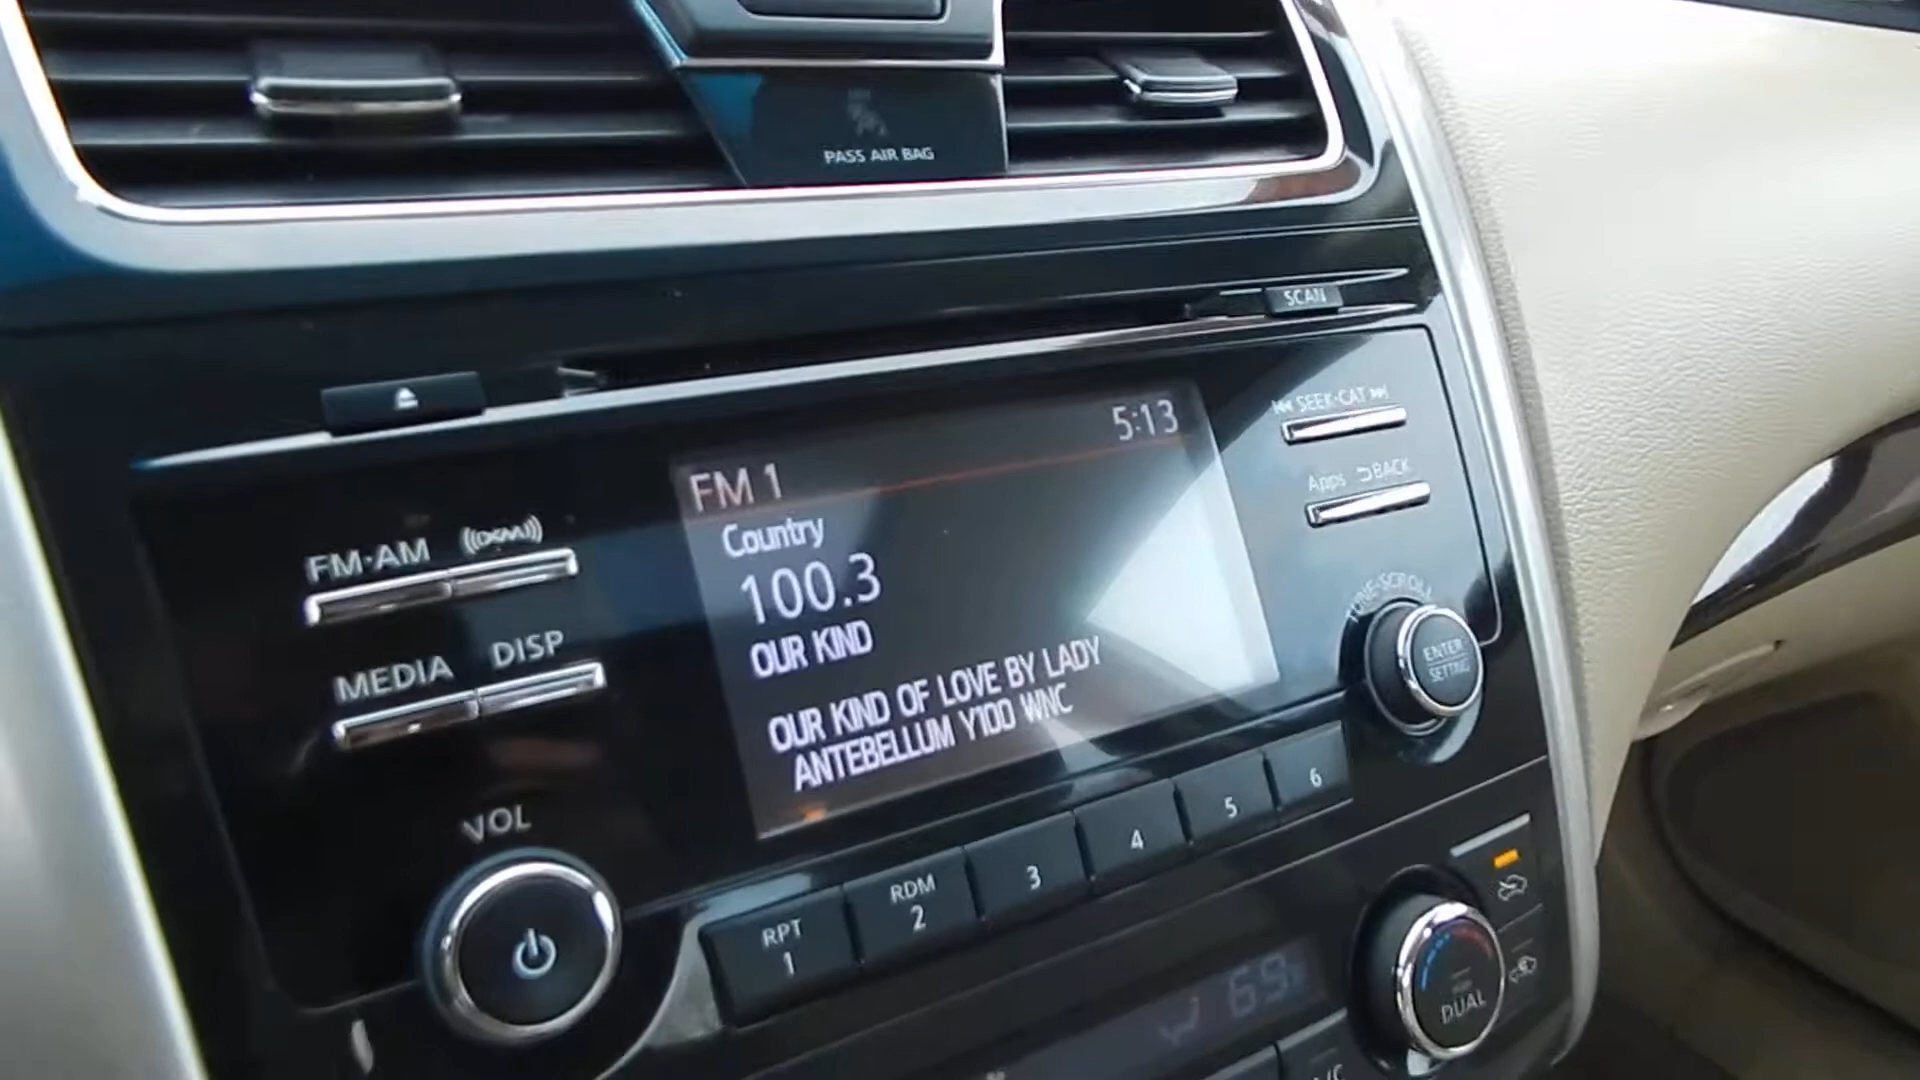 PASS AIR BAG
SCAN
SEEK·CAT
5:13
FM 1
Apps BACK
Country
FM·AM
((XM))
100.3
TUNE·SCROLL
OUR KIND
MEDIA
DISP
ENTER
SETTING
OUR KIND OF LOVE BY LADY
ANTEBELLUM Y100 WNC
VOL
RPT
1
RDM
2
3
4
5
6
69
DUAL